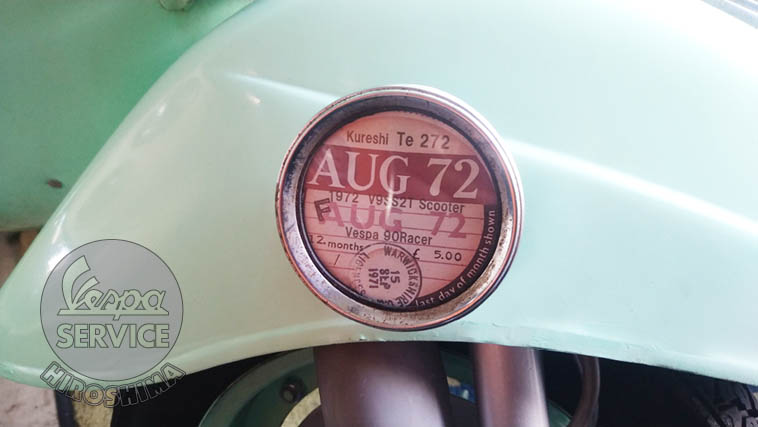 Kureshi Te 272
AUG 72
1972 V9SS2T Scooter
AUG 72
Vespa 90Racer
12 months £ 5.00
WARWICKSHIRE
15
SEP
1971
last day of month shown
Vespa
SERVICE
HIROSHIMA